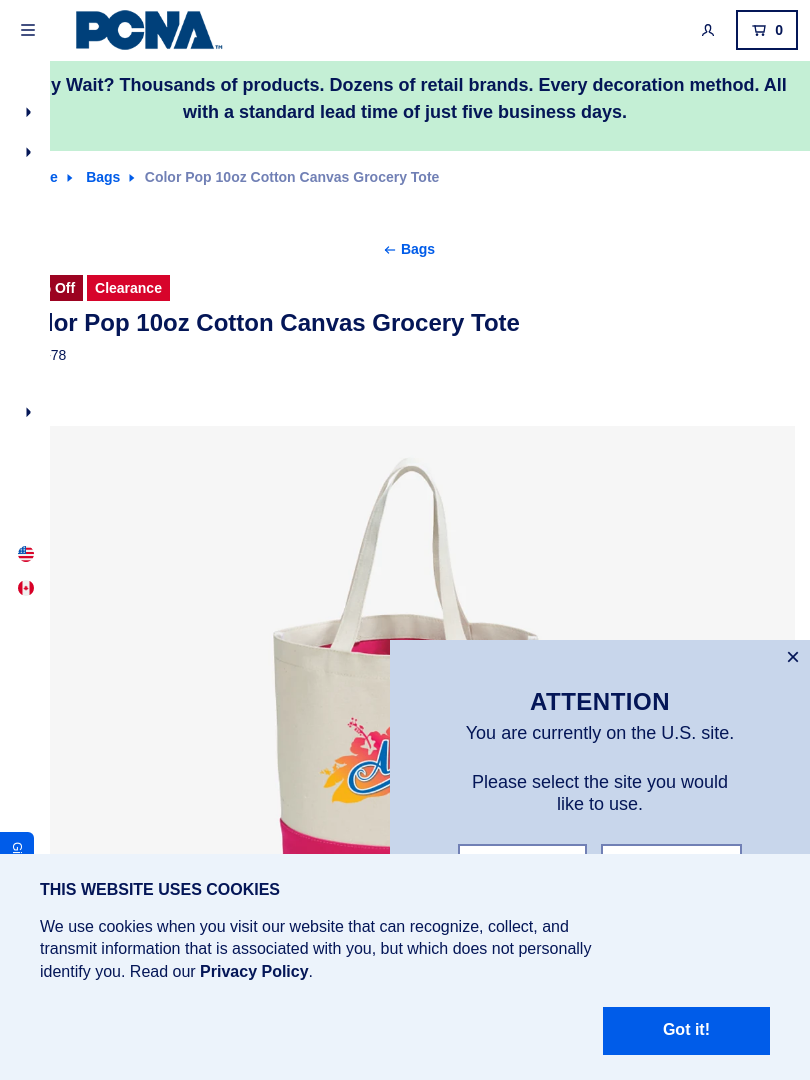 PCNA™
0
y Wait? Thousands of products. Dozens of retail brands. Every decoration method. All
with a standard lead time of just five business days.
e
Bags
Color Pop 10oz Cotton Canvas Grocery Tote
Bags
Off
Clearance
lor Pop 10oz Cotton Canvas Grocery Tote
78
ATTENTION
You are currently on the U.S. site.
Please select the site you would
like to use.
Gi
THIS WEBSITE USES COOKIES
We use cookies when you visit our website that can recognize, collect, and
transmit information that is associated with you, but which does not personally
identify you. Read our Privacy Policy.
Got it!